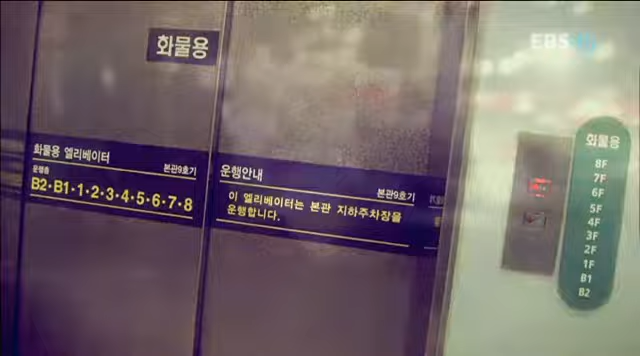 EBS
화물용
화물용 엘리베이터
본관9호기
운행층
B2·B1·1·2·3·4·5·6·7·8
운행안내
본관9호기
이 엘리베이터는 본관 지하주차장을
운행합니다.
화물용
8F
7F
6F
5F
4F
3F
2F
1F
B1
B2